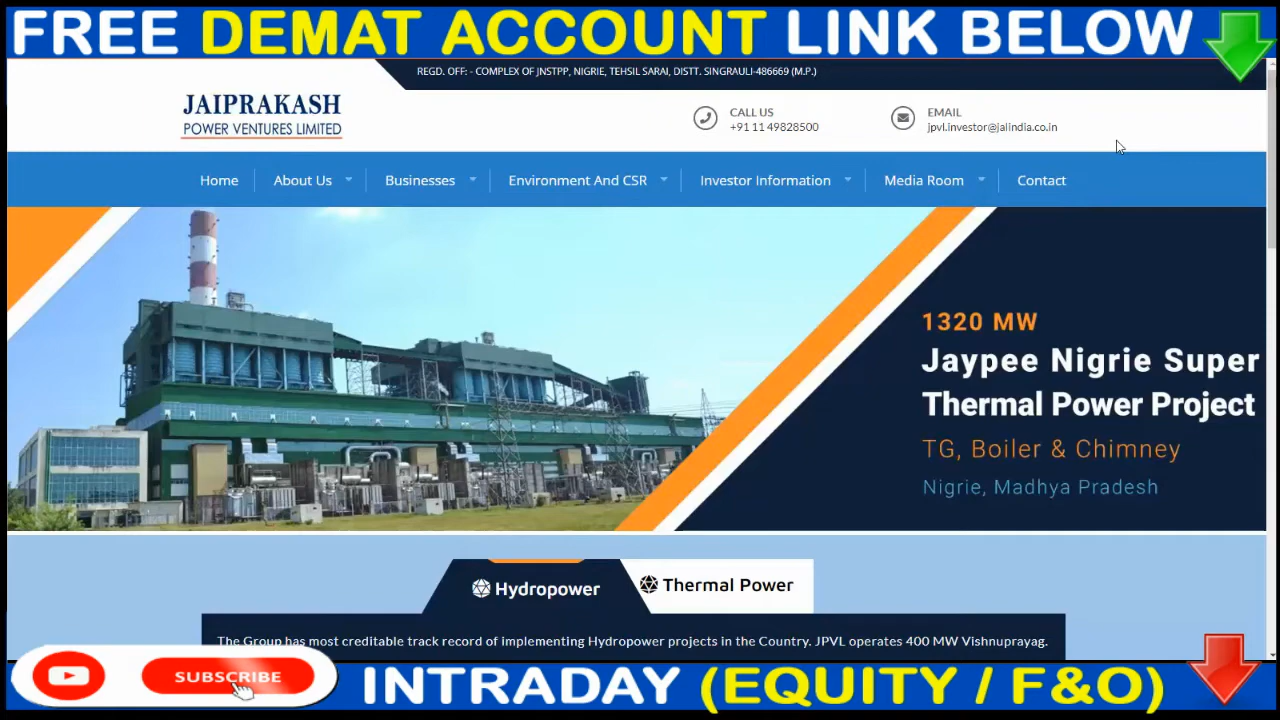 FREE DEMAT ACCOUNT LINK BELOW
REGD. OFF: - COMPLEX OF JNSTPP, NIGRIE, TEHSIL SARAI, DISTT. SINGRAULI-486669 (M.P.)
JAIPRAKASH
POWER VENTURES LIMITED
CALL US
+91 11 49828500
EMAIL
jpvl.investor@jalindia.co.in
Home About Us Businesses Environment And CSR Investor Information Media Room Contact
1320 MW
Jaypee Nigrie Super
Thermal Power Project
TG, Boiler & Chimney
Nigrie, Madhya Pradesh
Hydropower Thermal Power
The Group has most creditable track record of implementing Hydropower projects in the Country. JPVL operates 400 MW Vishnuprayag.
SUBSCRIBE
INTRADAY (EQUITY / F&O)